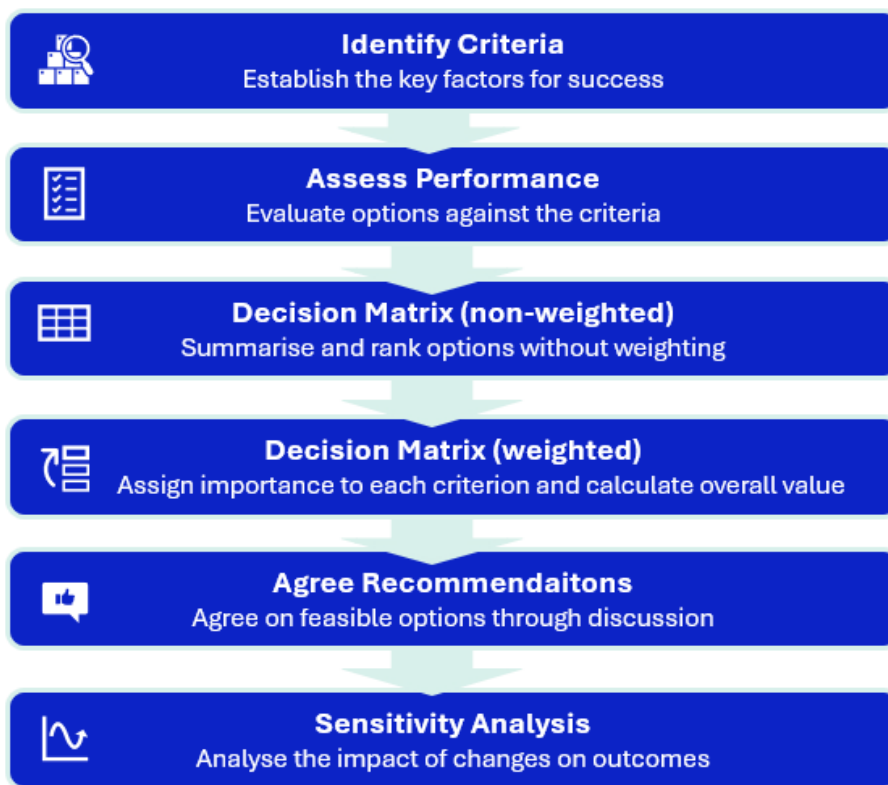 Identify Criteria
Establish the key factors for success
Assess Performance
Evaluate options against the criteria
Decision Matrix (non-weighted)
Summarise and rank options without weighting
Decision Matrix (weighted)
Assign importance to each criterion and calculate overall value
Agree Recommendaitons
Agree on feasible options through discussion
Sensitivity Analysis
Analyse the impact of changes on outcomes